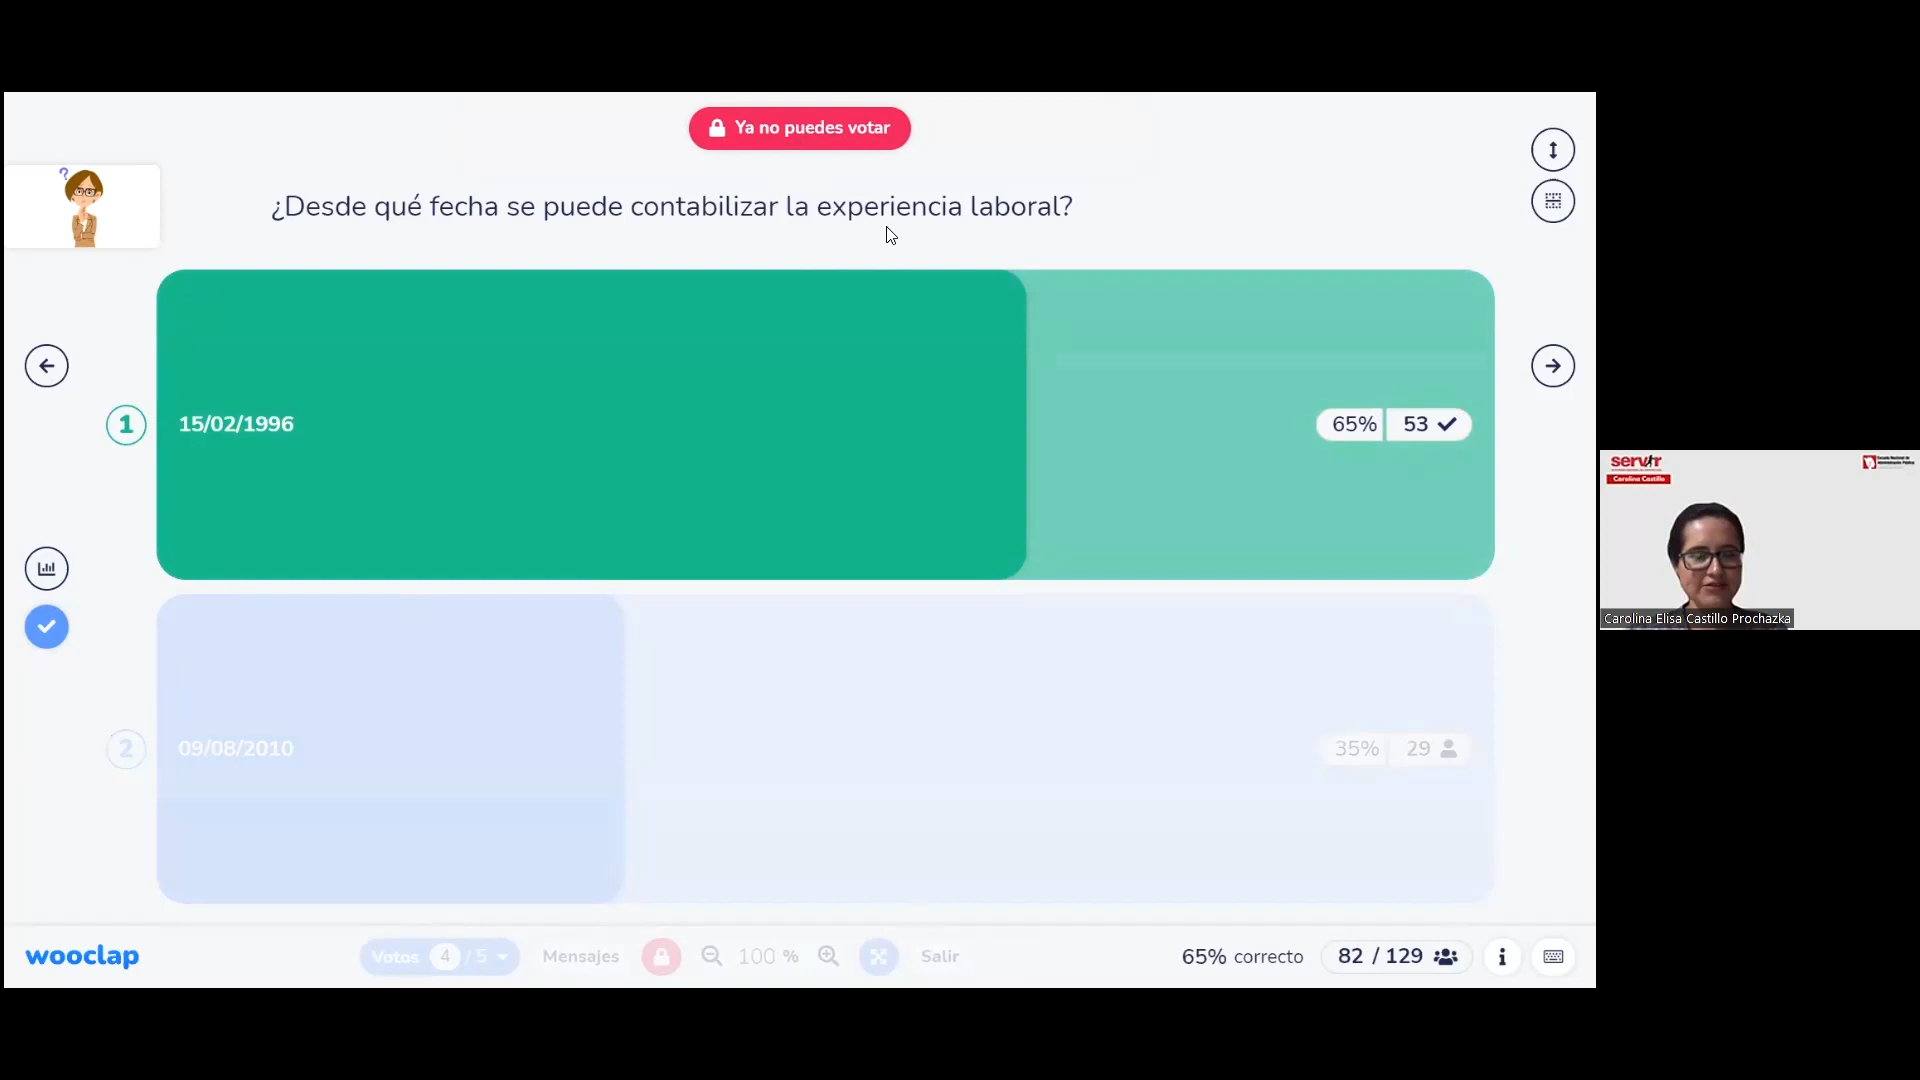 Ya no puedes votar
?
¿Desde qué fecha se puede contabilizar la experiencia laboral?
1
15/02/1996
65% 53
2
09/08/2010
35% 29
servir
Carolina Castillo
Carolina Elisa Castillo Prochazka
wooclap
Votos 4 / 5
Mensajes
100 %
Salir
65% correcto
82 / 129
i